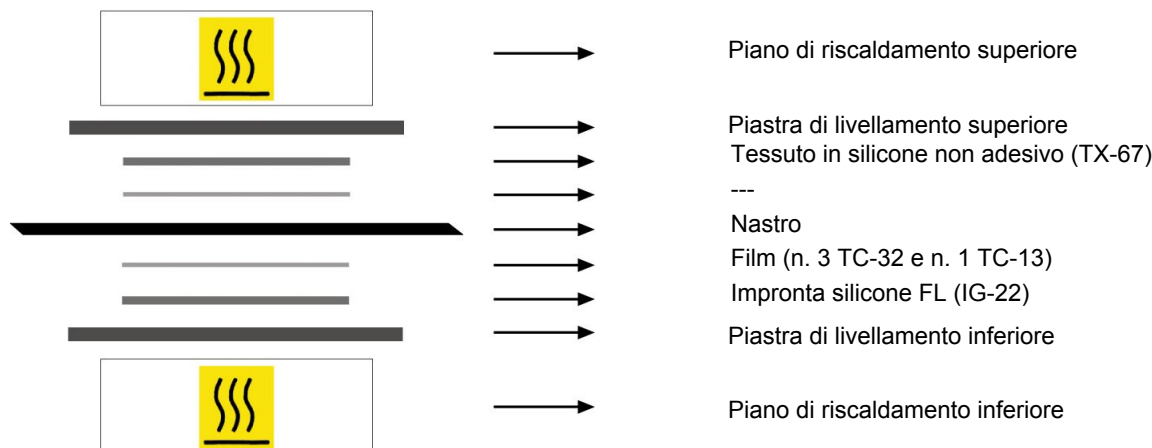 Piano di riscaldamento superiore
Piastra di livellamento superiore
Tessuto in silicone non adesivo (TX-67)
---
Nastro
Film (n. 3 TC-32 e n. 1 TC-13)
Impronta silicone FL (IG-22)
Piastra di livellamento inferiore
Piano di riscaldamento inferiore